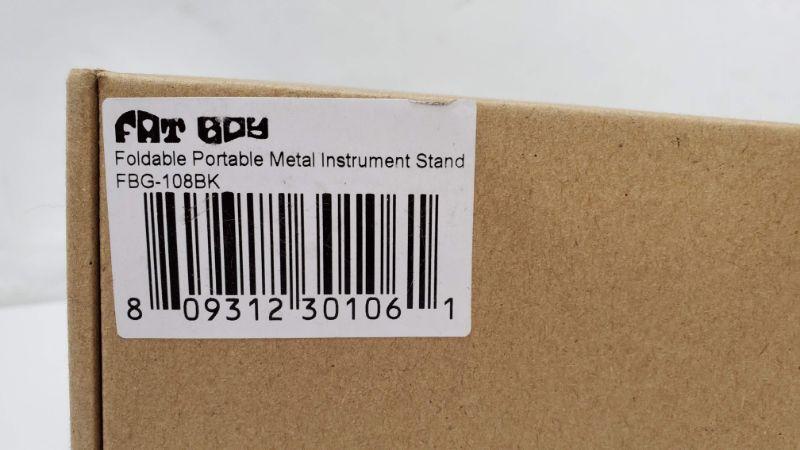 FAT BOY
Foldable Portable Metal Instrument Stand
FBG-108BK
8 09312 30106 1